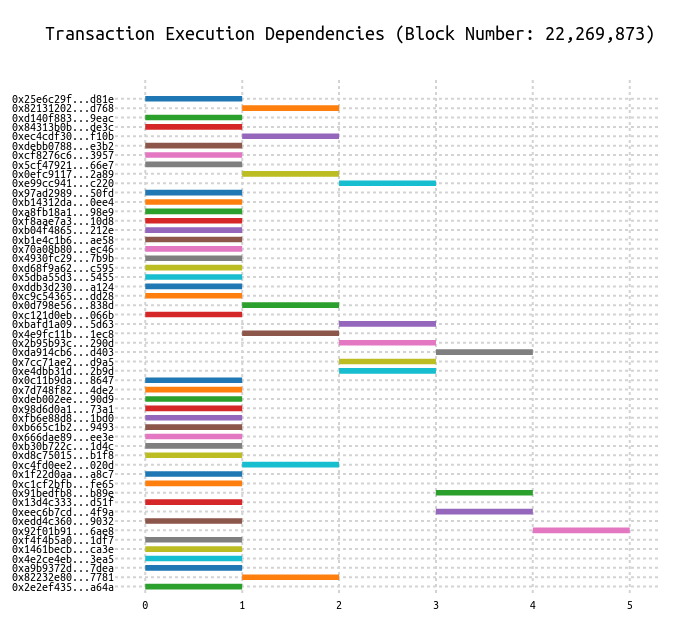 Transaction Execution Dependencies (Block Number: 22,269,873)
0x25e6c29f...d81e
0x82131202...d768
0xd140f883...9eac
0x84313b0b...de3c
0xec4cdf30...f10b
0xdebb0788...e3b2
0xcf8276c6...3957
0x5cf47921...66e7
0x0efc9117...2a89
0xe99cc941...c220
0x97ad2989...50fd
0xb14312da...0ee4
0xa8fb18a1...98e9
0xf8aae7a3...10d8
0xb04f4865...212e
0xb1e4c1b6...ae58
0x70a08b80...ec46
0x4930fc29...7b9b
0xd68f9a62...c595
0x5dba55d3...5455
0xddb3d230...a124
0xc9c54365...dd28
0x0d798e56...838d
0xc121d0eb...066b
0xbafd1a09...5d63
0x4e9fc11b...1ec8
0x2b95b93c...290d
0xda914cb6...d403
0x7cc71ae2...d9a5
0xe4dbb31d...2b9d
0x0c11b9da...8647
0x7d748f82...4de2
0xdeb002ee...90d9
0x98d6d0a1...73a1
0xfb6e88d8...1bd0
0xb665c1b2...9493
0x666dae89...ee3e
0xb30b722c...1d4c
0xd8c75015...b1f8
0xc4fd0ee2...020d
0x1f22d0aa...a8c7
0xc1cf2bfb...fe65
0x91bedfb8...b89e
0x13d4c333...d51f
0xeec6b7cd...4f9a
0xedd4c360...9032
0x92f01b91...6ae8
0xf4f4b5a0...1df7
0x1461becb...ca3e
0x4e2ce4eb...3ea5
0xa9b9372d...7dea
0x82232e80...7781
0x2e2ef435...a64a
0 1 2 3 4 5